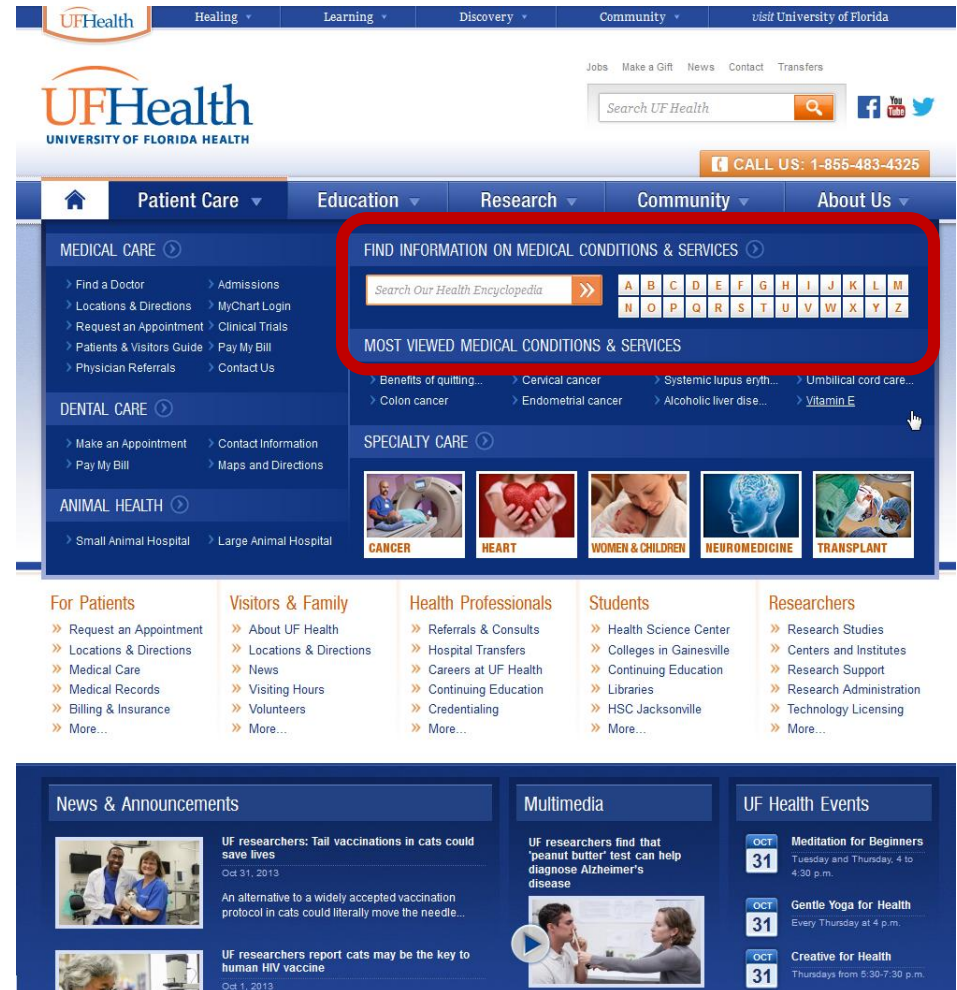 UFHealth
Healing
Learning
Discovery
Community
visit University of Florida
Jobs Make a Gift News Contact Transfers
UFHealth
UNIVERSITY OF FLORIDA HEALTH
Search UF Health
You Tube
CALL US: 1-855-483-4325
Patient Care
Education
Research
Community
About Us
MEDICAL CARE
Find a Doctor
Admissions
Locations & Directions
MyChart Login
Request an Appointment
Clinical Trials
Patients & Visitors Guide
Pay My Bill
Physician Referrals
Contact Us
DENTAL CARE
Make an Appointment
Contact Information
Pay My Bill
Maps and Directions
ANIMAL HEALTH
Small Animal Hospital
Large Animal Hospital
FIND INFORMATION ON MEDICAL CONDITIONS & SERVICES
Search Our Health Encyclopedia
A B C D E F G H I J K L M
N O P Q R S T U V W X Y Z
MOST VIEWED MEDICAL CONDITIONS & SERVICES
Benefits of quitting...
Cervical cancer
Systemic lupus eryth...
Umbilical cord care...
Colon cancer
Endometrial cancer
Alcoholic liver dise...
Vitamin E
SPECIALTY CARE
CANCER
HEART
WOMEN & CHILDREN
NEUROMEDICINE
TRANSPLANT
For Patients
Request an Appointment
Locations & Directions
Medical Care
Medical Records
Billing & Insurance
More...
Visitors & Family
About UF Health
Locations & Directions
News
Visiting Hours
Volunteers
More...
Health Professionals
Referrals & Consults
Hospital Transfers
Careers at UF Health
Continuing Education
Credentialing
More...
Students
Health Science Center
Colleges in Gainesville
Continuing Education
Libraries
HSC Jacksonville
More...
Researchers
Research Studies
Centers and Institutes
Research Support
Research Administration
Technology Licensing
More...
News & Announcements
UF researchers: Tail vaccinations in cats could
save lives
Oct 31, 2013
An alternative to a widely accepted vaccination
protocol in cats could literally move the needle...
UF researchers report cats may be the key to
human HIV vaccine
Oct 1, 2013
Multimedia
UF researchers find that
'peanut butter' test can help
diagnose Alzheimer's
disease
UF Health Events
OCT
31
Meditation for Beginners
Tuesday and Thursday, 4 to
4:30 p.m.
OCT
31
Gentle Yoga for Health
Every Thursday at 4 p.m.
OCT
31
Creative for Health
Thursdays from 5:30-7:30 p.m.